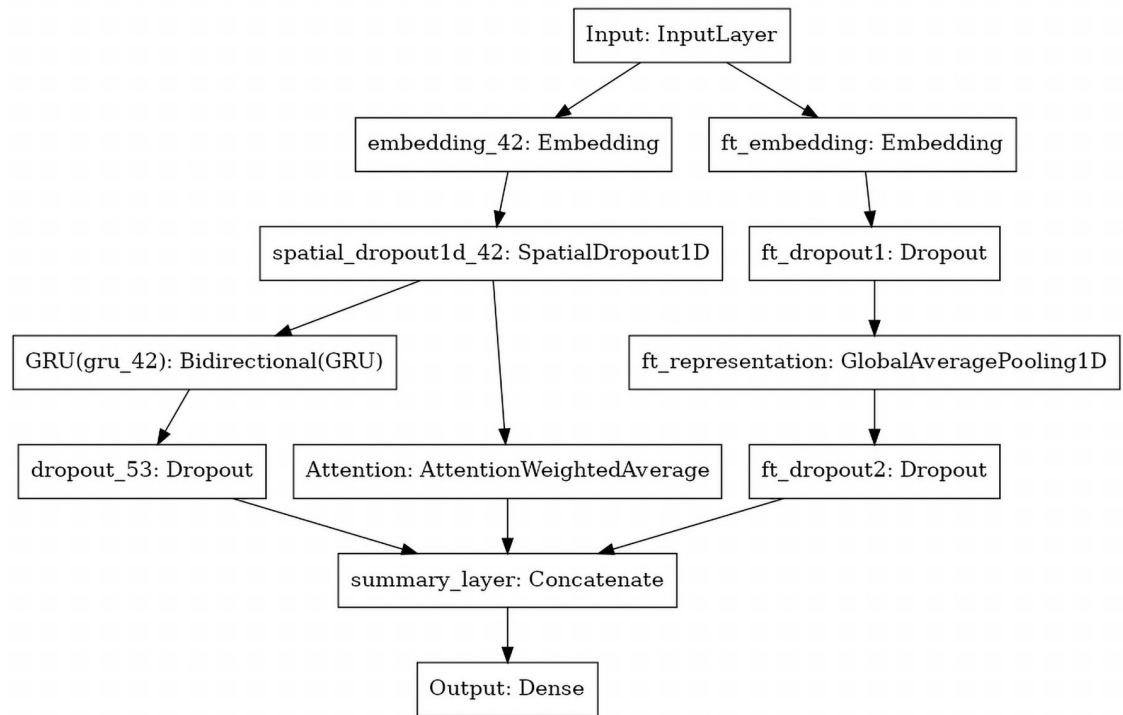 Input: InputLayer
embedding_42: Embedding
ft_embedding: Embedding
spatial_dropout1d_42: SpatialDropout1D
ft_dropout1: Dropout
GRU(gru_42): Bidirectional(GRU)
ft_representation: GlobalAveragePooling1D
dropout_53: Dropout
Attention: AttentionWeightedAverage
ft_dropout2: Dropout
summary_layer: Concatenate
Output: Dense